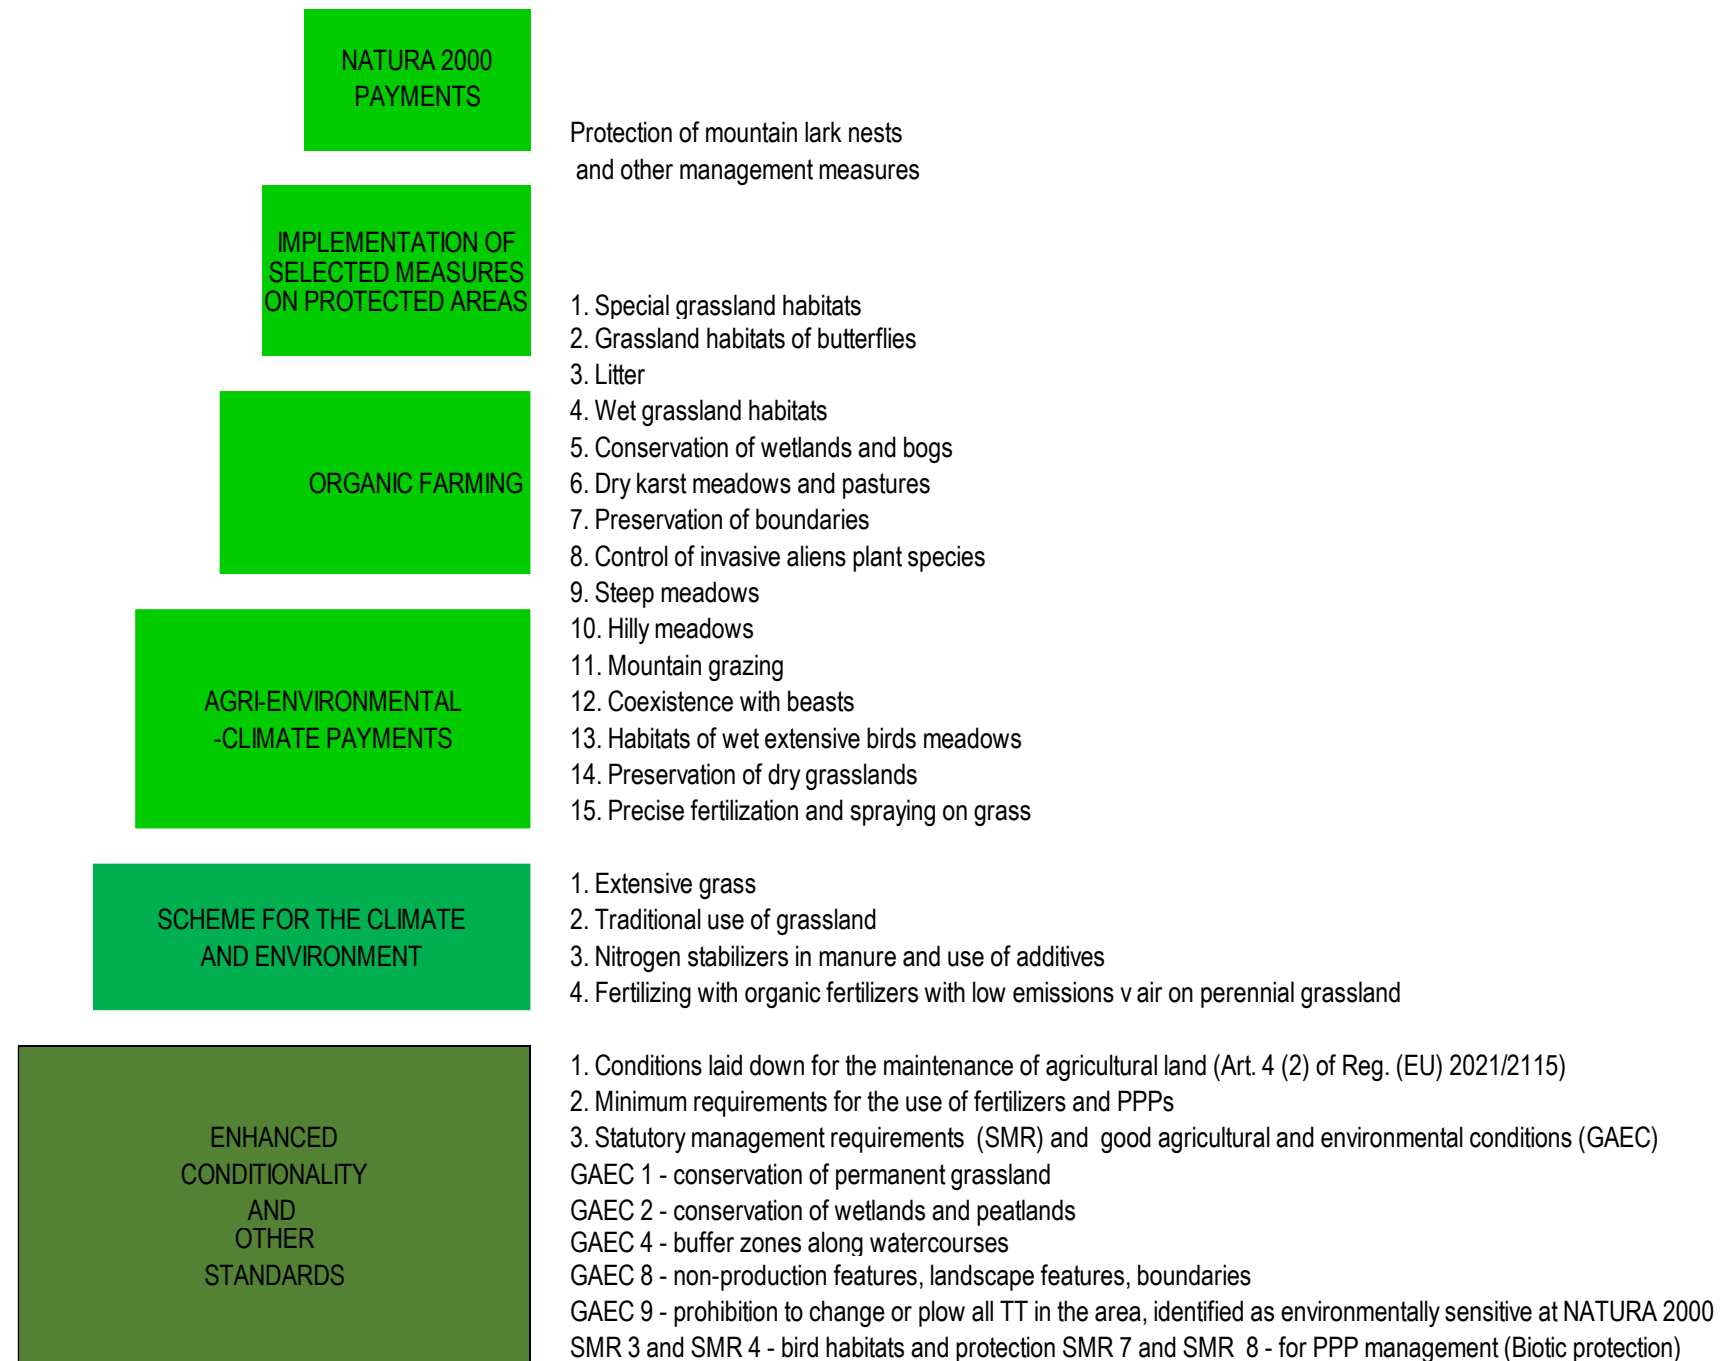 NATURA 2000
PAYMENTS
Protection of mountain lark nests
and other management measures
IMPLEMENTATION OF
SELECTED MEASURES
ON PROTECTED AREAS
ORGANIC FARMING
AGRI-ENVIRONMENTAL
-CLIMATE PAYMENTS
1. Special grassland habitats
2. Grassland habitats of butterflies
3. Litter
4. Wet grassland habitats
5. Conservation of wetlands and bogs
6. Dry karst meadows and pastures
7. Preservation of boundaries
8. Control of invasive aliens plant species
9. Steep meadows
10. Hilly meadows
11. Mountain grazing
12. Coexistence with beasts
13. Habitats of wet extensive birds meadows
14. Preservation of dry grasslands
15. Precise fertilization and spraying on grass
SCHEME FOR THE CLIMATE
AND ENVIRONMENT
1. Extensive grass
2. Traditional use of grassland
3. Nitrogen stabilizers in manure and use of additives
4. Fertilizing with organic fertilizers with low emissions v air on perennial grassland
ENHANCED
CONDITIONALITY
AND
OTHER
STANDARDS
1. Conditions laid down for the maintenance of agricultural land (Art. 4 (2) of Reg. (EU) 2021/2115)
2. Minimum requirements for the use of fertilizers and PPPs
3. Statutory management requirements (SMR) and good agricultural and environmental conditions (GAEC)
GAEC 1 - conservation of permanent grassland
GAEC 2 - conservation of wetlands and peatlands
GAEC 4 - buffer zones along watercourses
GAEC 8 - non-production features, landscape features, boundaries
GAEC 9 - prohibition to change or plow all TT in the area, identified as environmentally sensitive at NATURA 2000
SMR 3 and SMR 4 - bird habitats and protection SMR 7 and SMR 8 - for PPP management (Biotic protection)